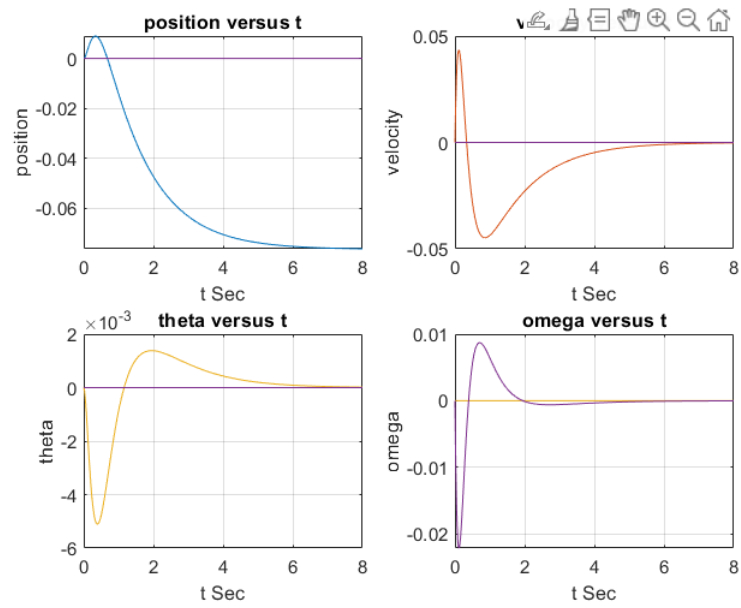 position versus t
0
-0.02
-0.04
-0.06
position
0 2 4 6 8
t Sec
0.05
0
-0.05
velocity
0 2 4 6 8
t Sec
×10⁻³
theta versus t
2
0
-2
-4
-6
theta
0 2 4 6 8
t Sec
omega versus t
0.01
0
-0.01
-0.02
omega
0 2 4 6 8
t Sec